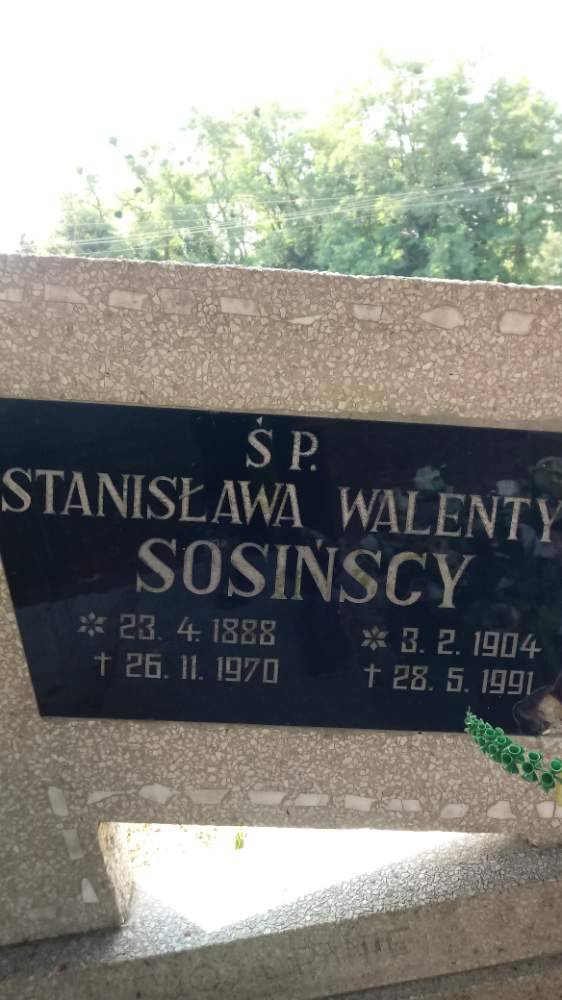 Ś P.
STANISŁAWA WALENTY
SOSIŃSCY
23. 4. 1888 3. 2. 1904
† 26. 11. 1970 † 28. 5. 1991